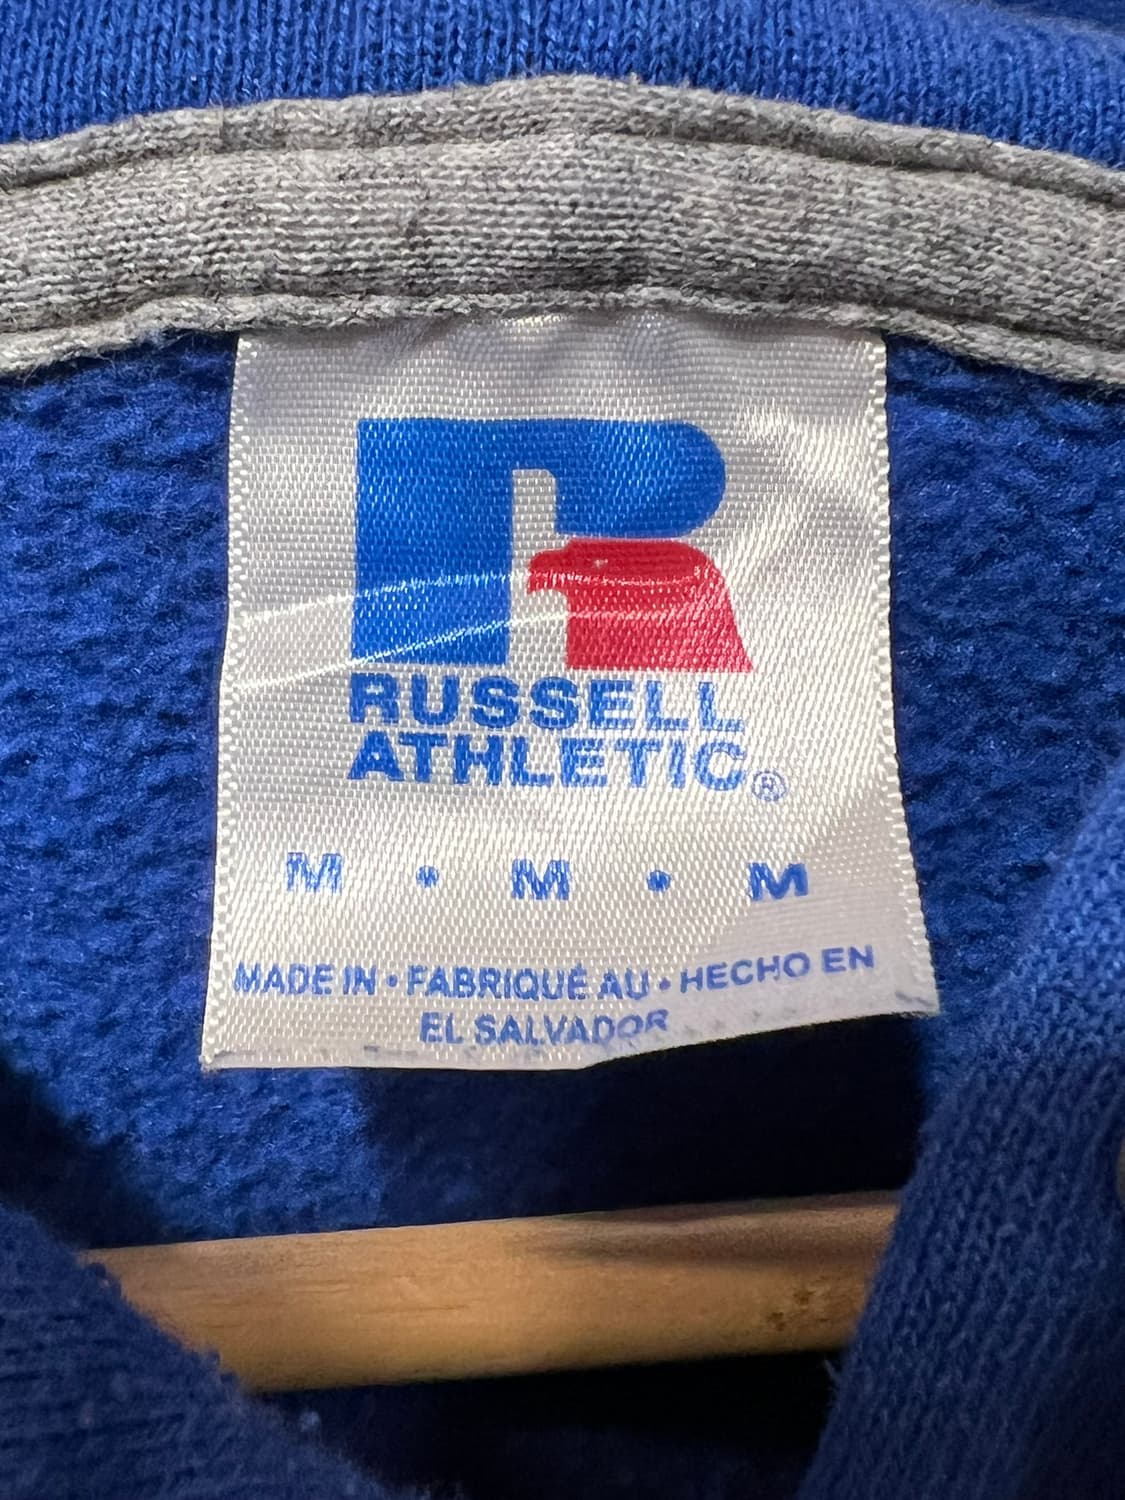 R
RUSSELL
ATHLETIC®
M • M • M
MADE IN • FABRIQUÉ AU • HECHO EN
EL SALVADOR